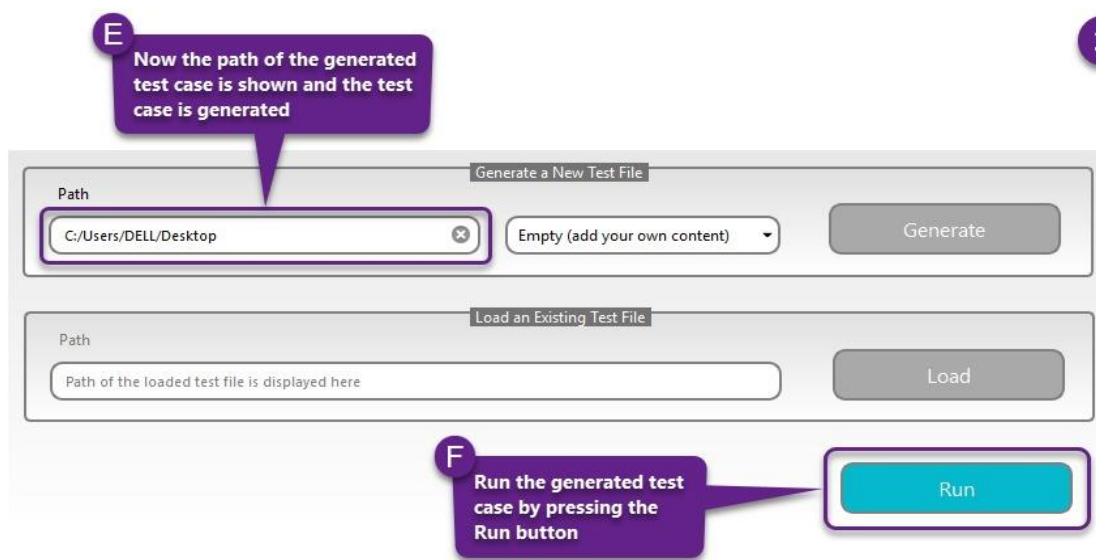 E
Now the path of the generated
test case is shown and the test
case is generated
Generate a New Test File
Path
C:/Users/DELL/Desktop
Empty (add your own content)
Generate
Load an Existing Test File
Path
Path of the loaded test file is displayed here
Load
F
Run the generated test
case by pressing the
Run button
Run